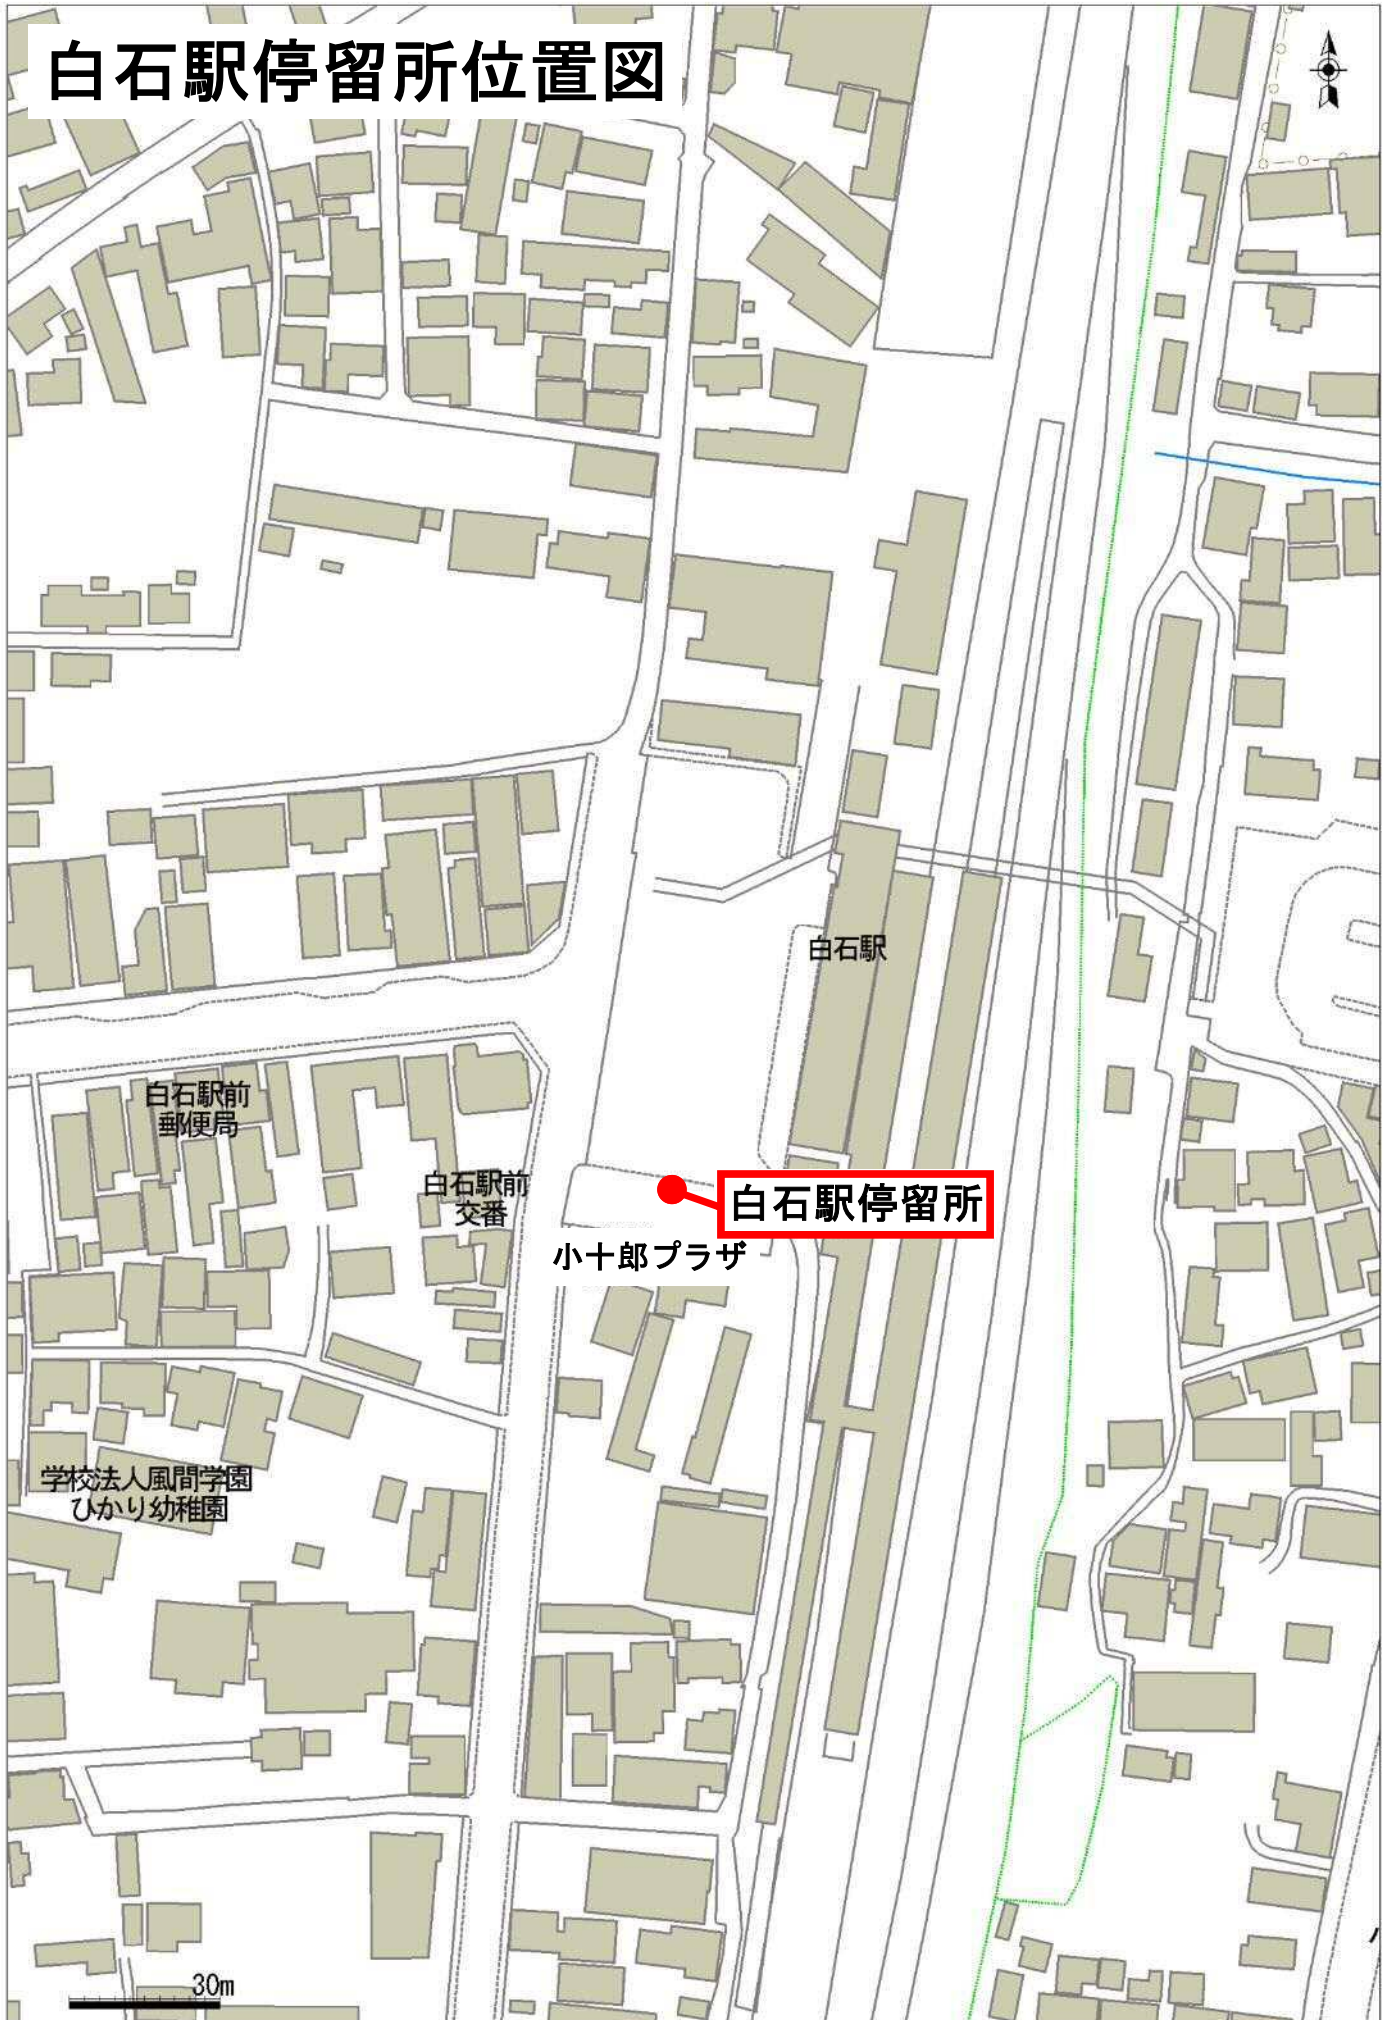 白石駅停留所位置図
白石駅
白石駅前
郵便局
白石駅前
交番
白石駅停留所
小十郎プラザ
学校法人風間学園
ひかり幼稚園
30m